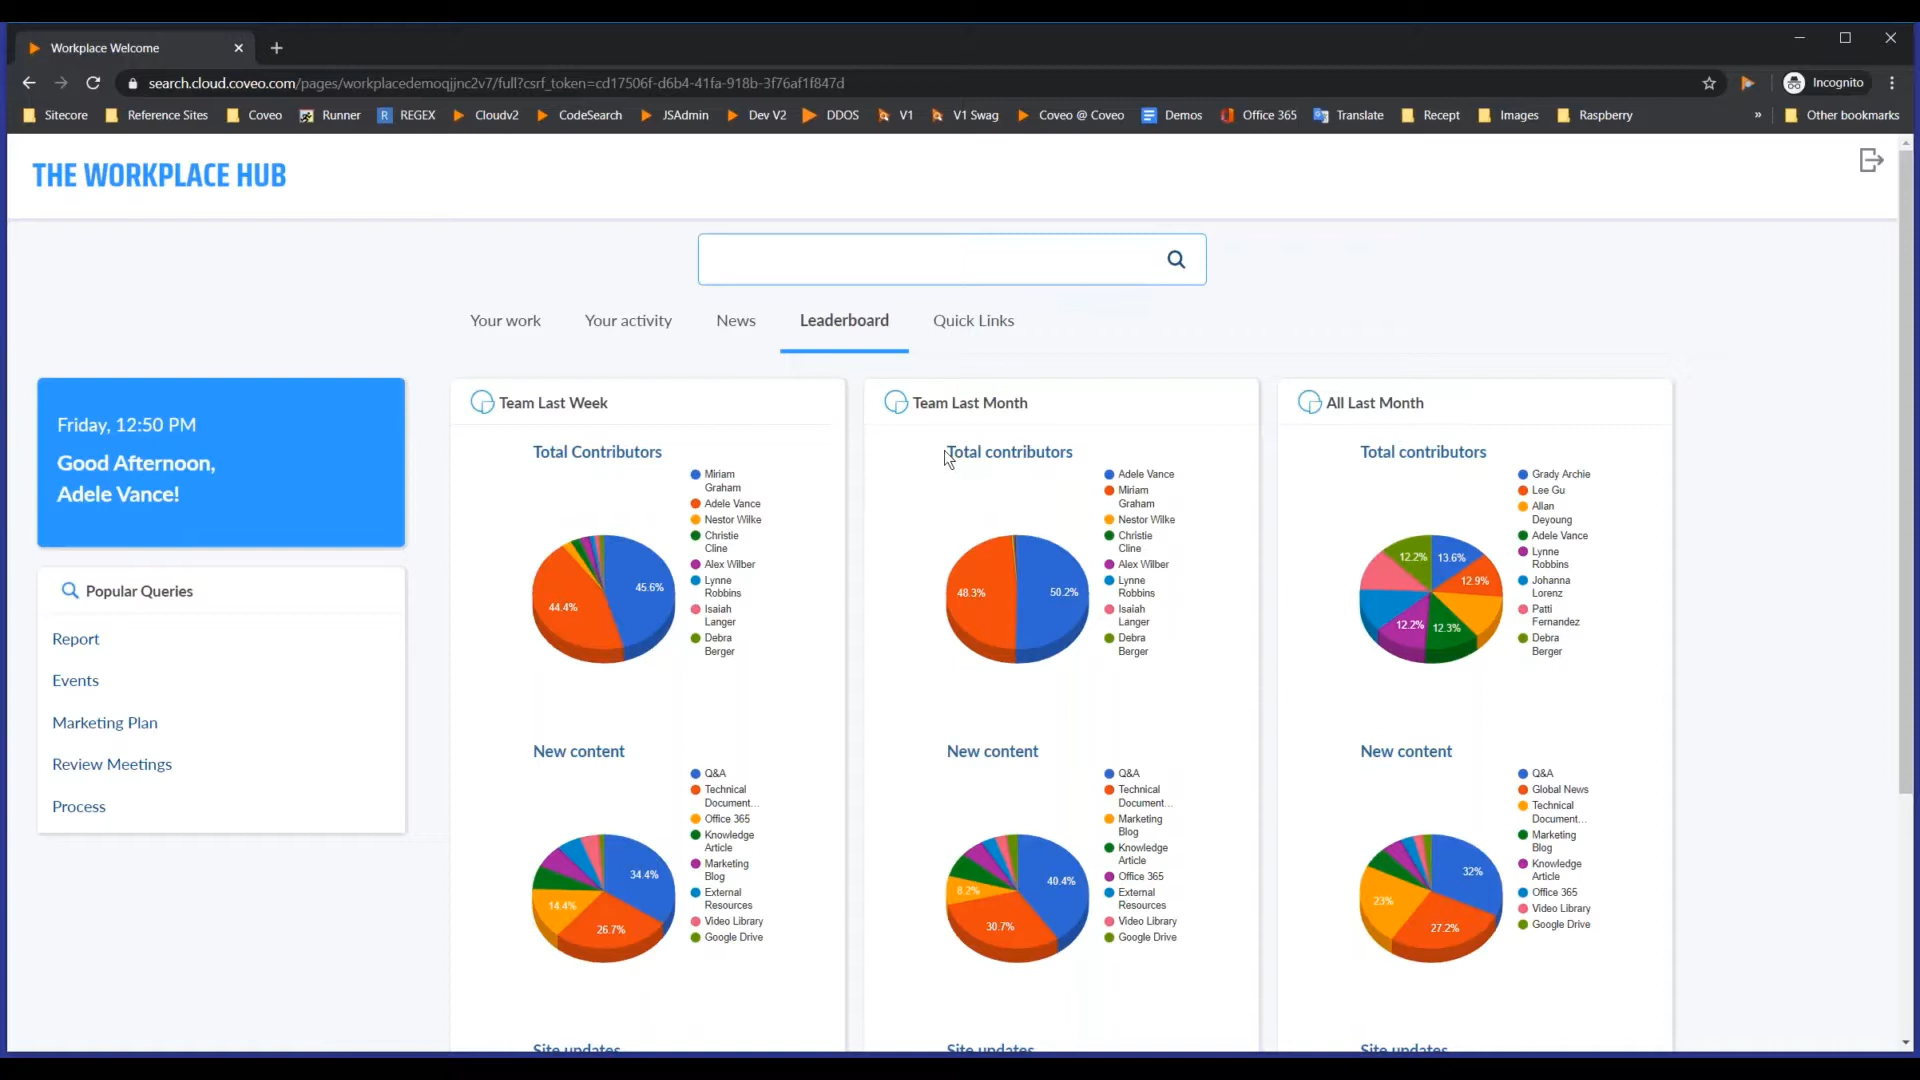 Workplace Welcome
search.cloud.coveo.com/pages/workplacedemoqjjnc2v7/full?csrf_token=cd17506f-d6b4-41fa-918b-3f76af1f847d
Incognito
Sitecore Reference Sites Coveo Runner R REGEX Cloudv2 CodeSearch JSAdmin Dev V2 DDOS V1 V1 Swag Coveo @ Coveo Demos Office 365 Translate Recept Images Raspberry » Other bookmarks
THE WORKPLACE HUB
Your work Your activity News Leaderboard Quick Links
Friday, 12:50 PM
Good Afternoon,
Adele Vance!
Popular Queries
Report
Events
Marketing Plan
Review Meetings
Process
Team Last Week
Total Contributors
Miriam
Graham
Adele Vance
Nestor Wilke
Christie
Cline
Alex Wilber
Lynne
Robbins
Isaiah
Langer
Debra
Berger
45.6%
44.4%
New content
Q&A
Technical
Document...
Office 365
Knowledge
Article
Marketing
Blog
External
Resources
Video Library
Google Drive
34.4%
14.4%
26.7%
Site updates
Team Last Month
Total contributors
Adele Vance
Miriam
Graham
Nestor Wilke
Christie
Cline
Alex Wilber
Lynne
Robbins
Isaiah
Langer
Debra
Berger
48.3%
50.2%
New content
Q&A
Technical
Document...
Marketing
Blog
Knowledge
Article
Office 365
External
Resources
Video Library
Google Drive
40.4%
8.2%
30.7%
Site updates
All Last Month
Total contributors
Grady Archie
Lee Gu
Allan
Deyoung
Adele Vance
Lynne
Robbins
Johanna
Lorenz
Patti
Fernandez
Debra
Berger
12.2%
13.6%
12.9%
12.2%
12.3%
New content
Q&A
Global News
Technical
Document...
Marketing
Blog
Knowledge
Article
Office 365
Video Library
Google Drive
32%
23%
27.2%
Site updates